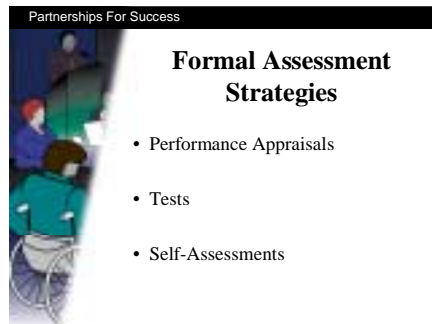 Partnerships For Success
Formal Assessment
Strategies
• Performance Appraisals
• Tests
• Self-Assessments